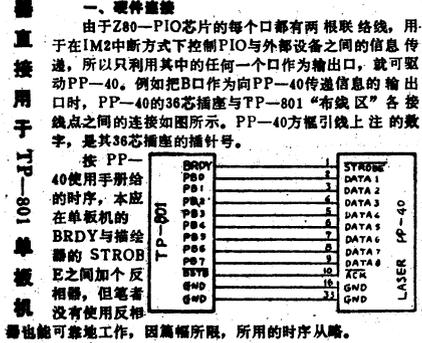 器直接用于TP—801单板机
一、硬件连接
由于Z80—PIO芯片的每个口都有两根联络线，用
于在IM2中断方式下控制PIO与外部设备之间的信息传
递，所以只利用其中的任何一个口作为输出口，就可驱
动PP—40。例如把B口作为向PP—40传递信息的输出
口时，PP—40的36芯插座与TP—801“布线区”各接
线点之间的连接如图所示。PP—40方框引线上注的数
字，是其36芯插座的插针号。
按PP—
40使用手册给
的时序，本应
在单板机的
BRDY与描绘
器的STROB
E之间加个反
相器，但笔者
没有使用反相
器也能可靠地工作，因篇幅所限，所用的时序从略。
TP—801
BRDY 1 STROBE
PB0 2 DATA1
PB1 3 DATA2
PB2 4 DATA3
PB3 5 DATA4
PB4 6 DATA5
PB5 7 DATA6
PB6 8 DATA7
PB7 9 DATA8
BSTB 10 ACK
GND 16 GND
GND 33 GND
LASER PP-40